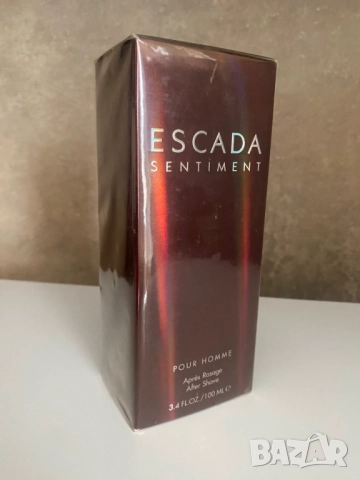 ESCADA
SENTIMENT
POUR HOMME
Après Rasage
After Shave
3.4 FL.OZ./100 ML ℮
BAZAR